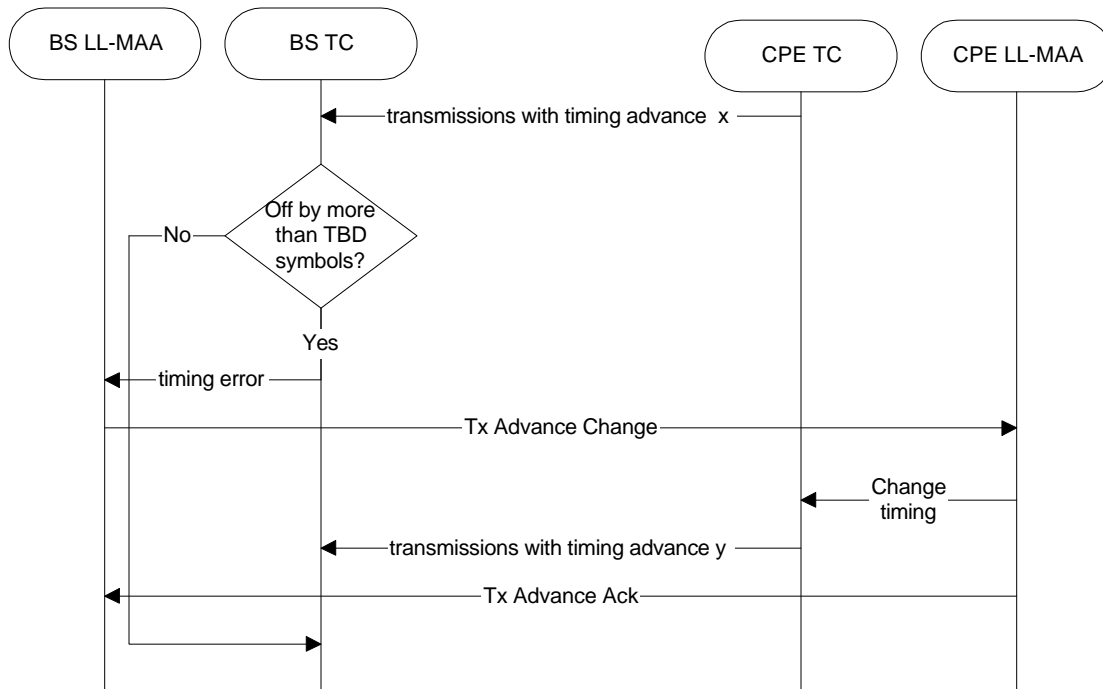 BS LL-MAA
BS TC
CPE TC
CPE LL-MAA
transmissions with timing advance x
Off by more
than TBD
symbols?
No
Yes
timing error
Tx Advance Change
Change
timing
transmissions with timing advance y
Tx Advance Ack